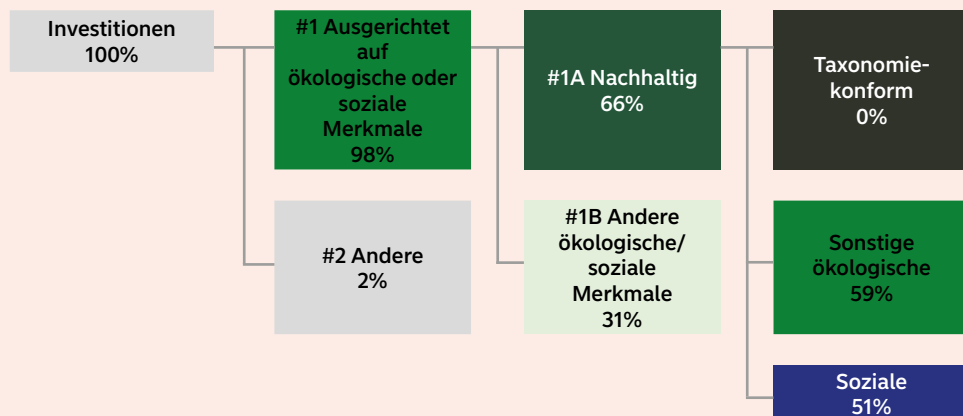 Investitionen
100%
#1 Ausgerichtet
auf
ökologische oder
soziale
Merkmale
98%
#1A Nachhaltig
66%
Taxonomie-
konform
0%
#2 Andere
2%
#1B Andere
ökologische/
soziale
Merkmale
31%
Sonstige
ökologische
59%
Soziale
51%